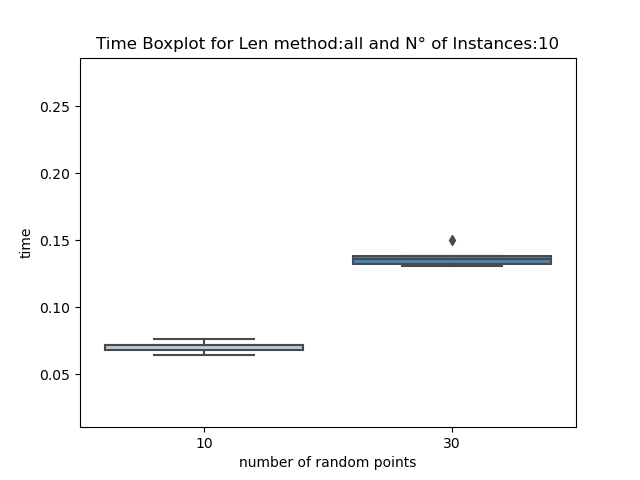 Time Boxplot for Len method:all and N° of Instances:10
0.25
0.20
0.15
0.10
0.05
time
10 30
number of random points